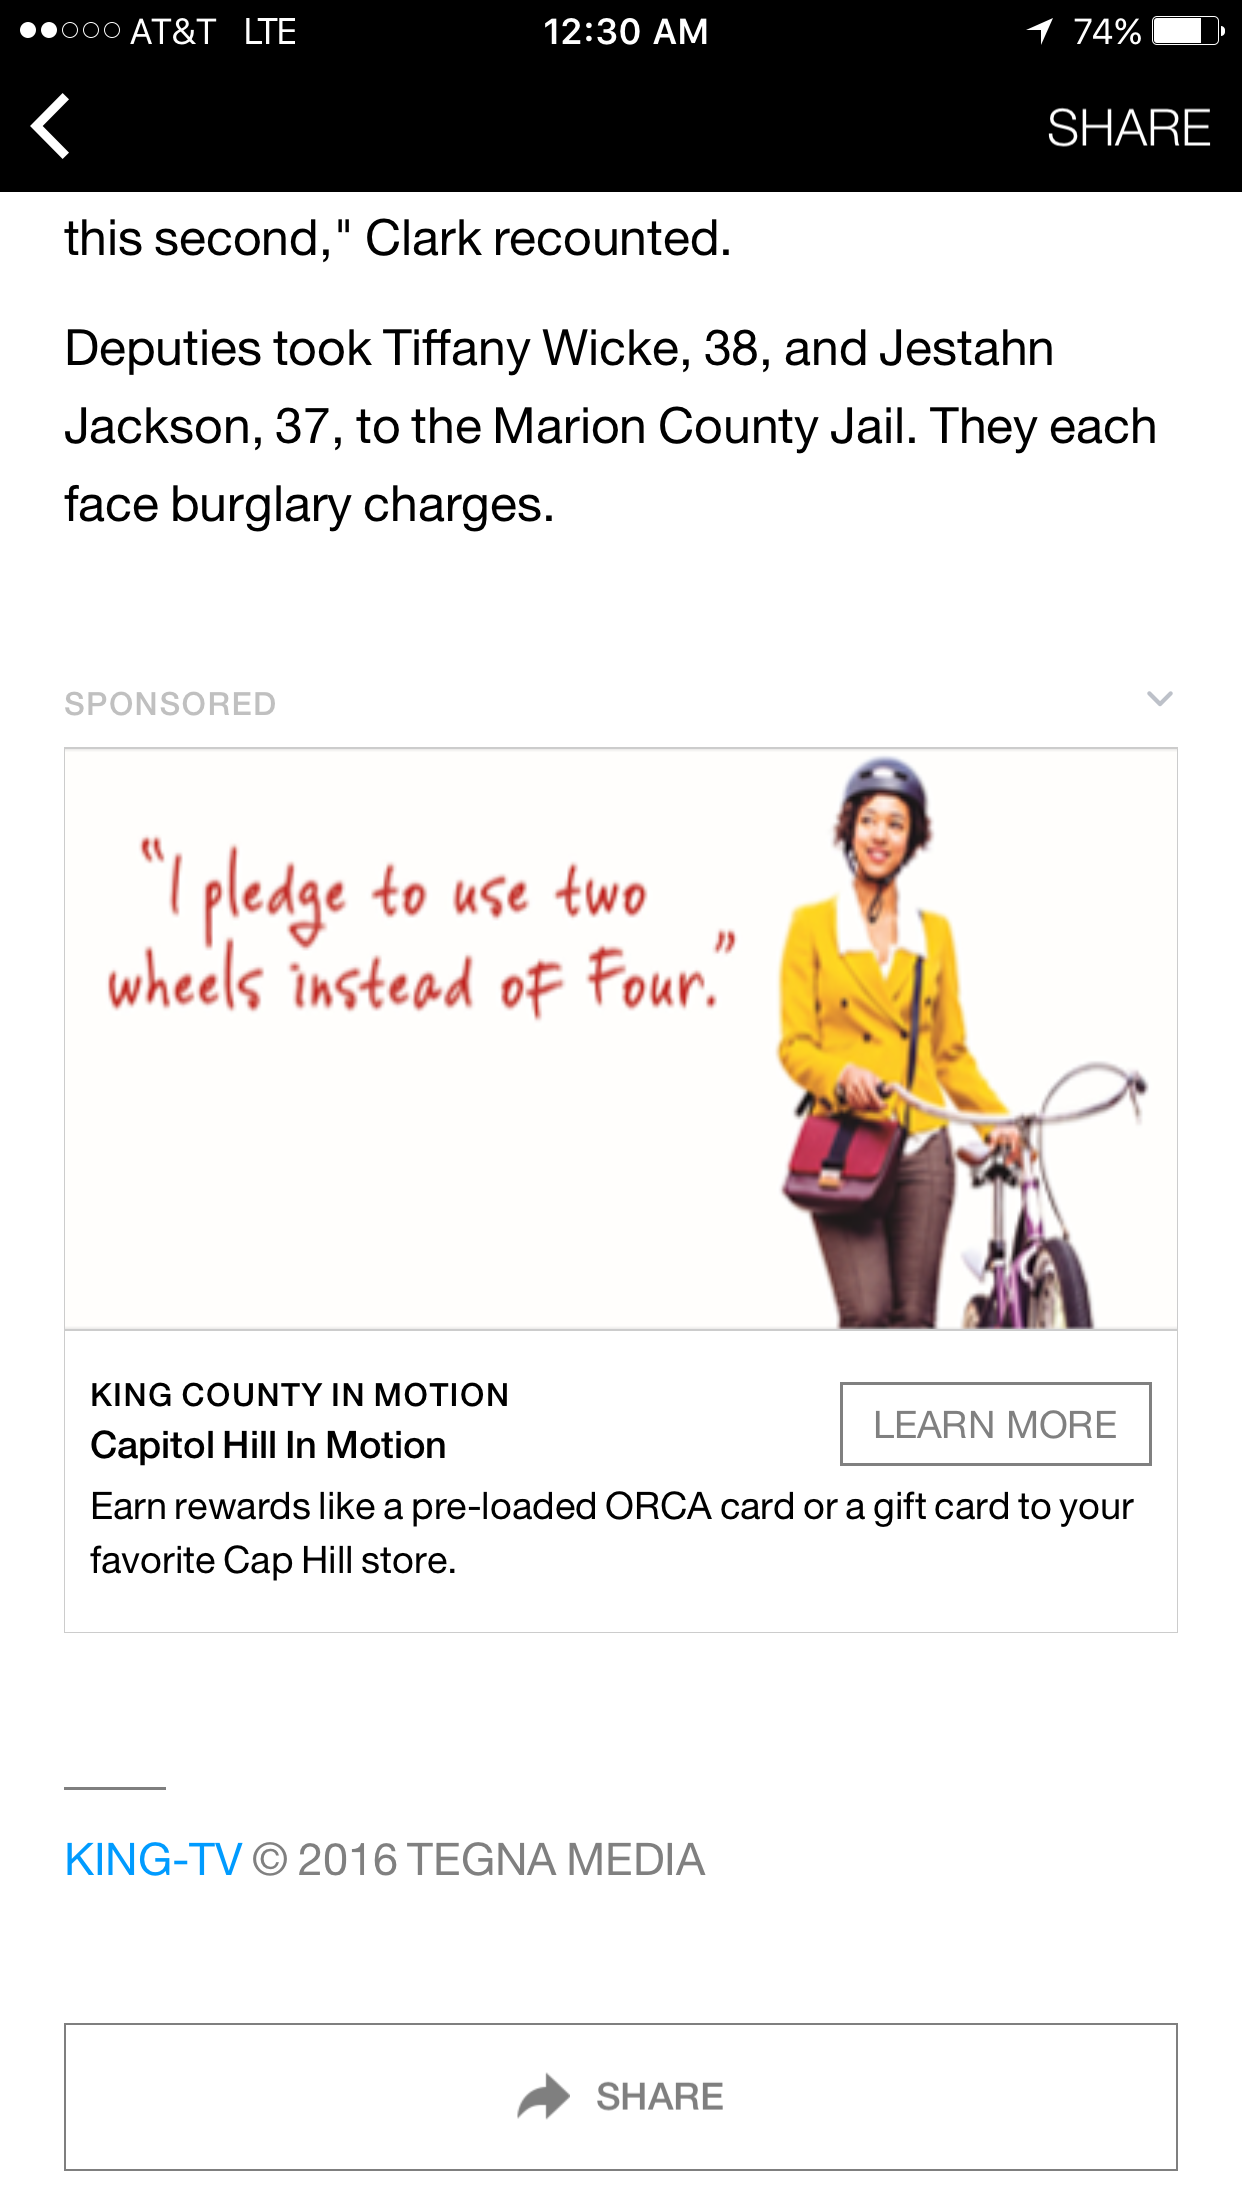 AT&T LTE 12:30 AM 74%
SHARE
this second," Clark recounted.
Deputies took Tiffany Wicke, 38, and Jestahn
Jackson, 37, to the Marion County Jail. They each
face burglary charges.
SPONSORED
"I pledge to use two
wheels instead of Four."
KING COUNTY IN MOTION
LEARN MORE
Capitol Hill In Motion
Earn rewards like a pre-loaded ORCA card or a gift card to your
favorite Cap Hill store.
KING-TV © 2016 TEGNA MEDIA
SHARE